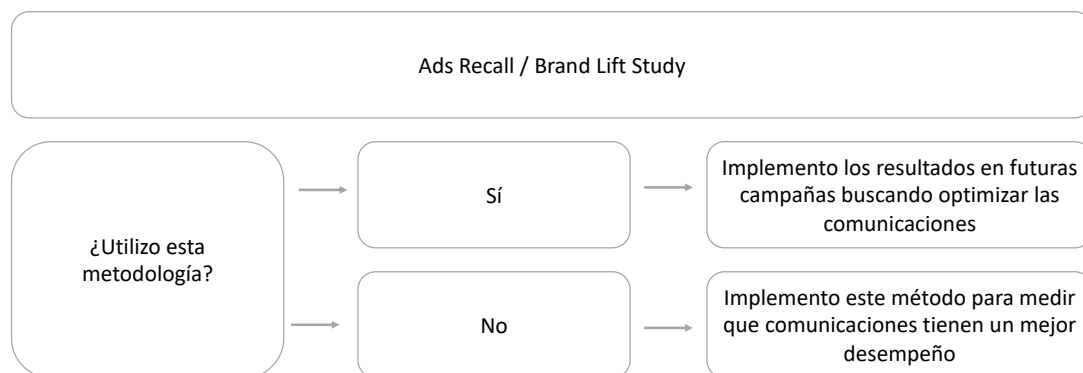 Ads Recall / Brand Lift Study
¿Utilizo esta
metodología?
Sí
Implemento los resultados en futuras
campañas buscando optimizar las
comunicaciones
No
Implemento este método para medir
que comunicaciones tienen un mejor
desempeño